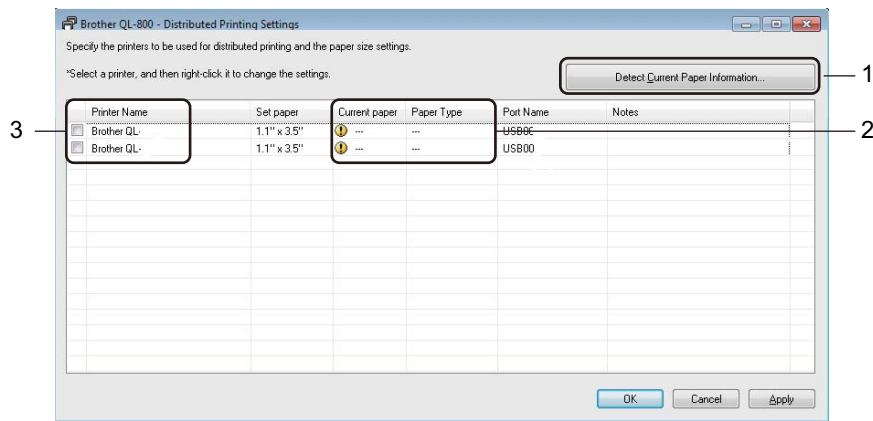 Brother QL-800 - Distributed Printing Settings
Specify the printers to be used for distributed printing and the paper size settings.
*Select a printer, and then right-click it to change the settings.
Detect Current Paper Information...
1
Printer Name Set paper Current paper Paper Type Port Name Notes
3
Brother QL- 1.1" x 3.5" --- --- USB00
2
Brother QL- 1.1" x 3.5" --- --- USB00
OK Cancel Apply